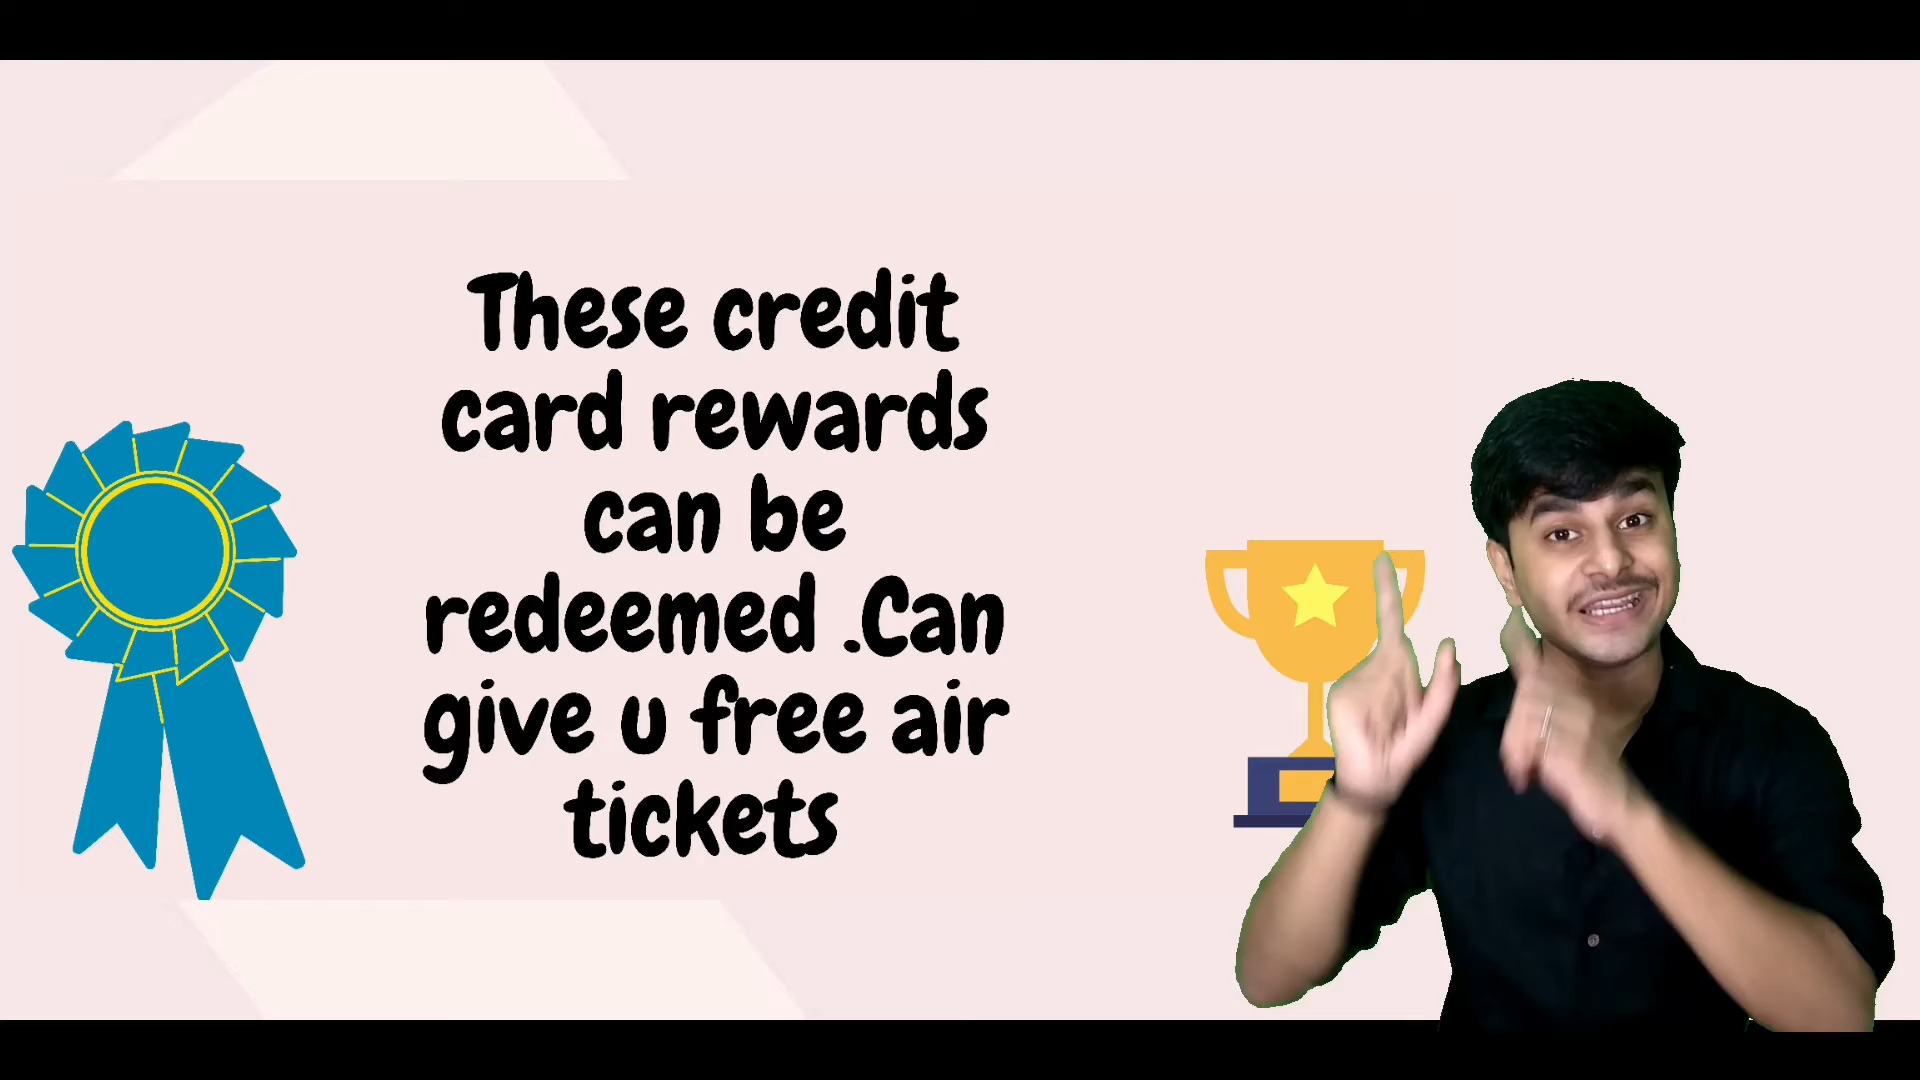 These credit
card rewards
can be
redeemed .Can
give u free air
tickets